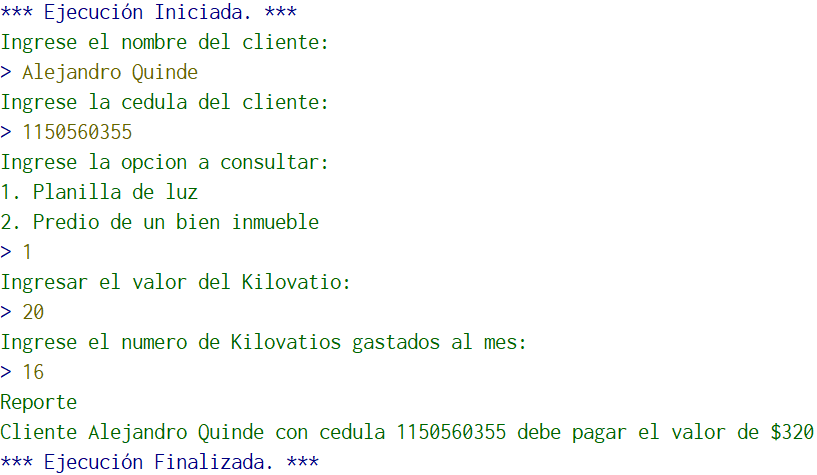 *** Ejecución Iniciada. ***
Ingrese el nombre del cliente:
> Alejandro Quinde
Ingrese la cedula del cliente:
> 1150560355
Ingrese la opcion a consultar:
1. Planilla de luz
2. Predio de un bien inmueble
> 1
Ingresar el valor del Kilovatio:
> 20
Ingrese el numero de Kilovatios gastados al mes:
> 16
Reporte
Cliente Alejandro Quinde con cedula 1150560355 debe pagar el valor de $320
*** Ejecución Finalizada. ***